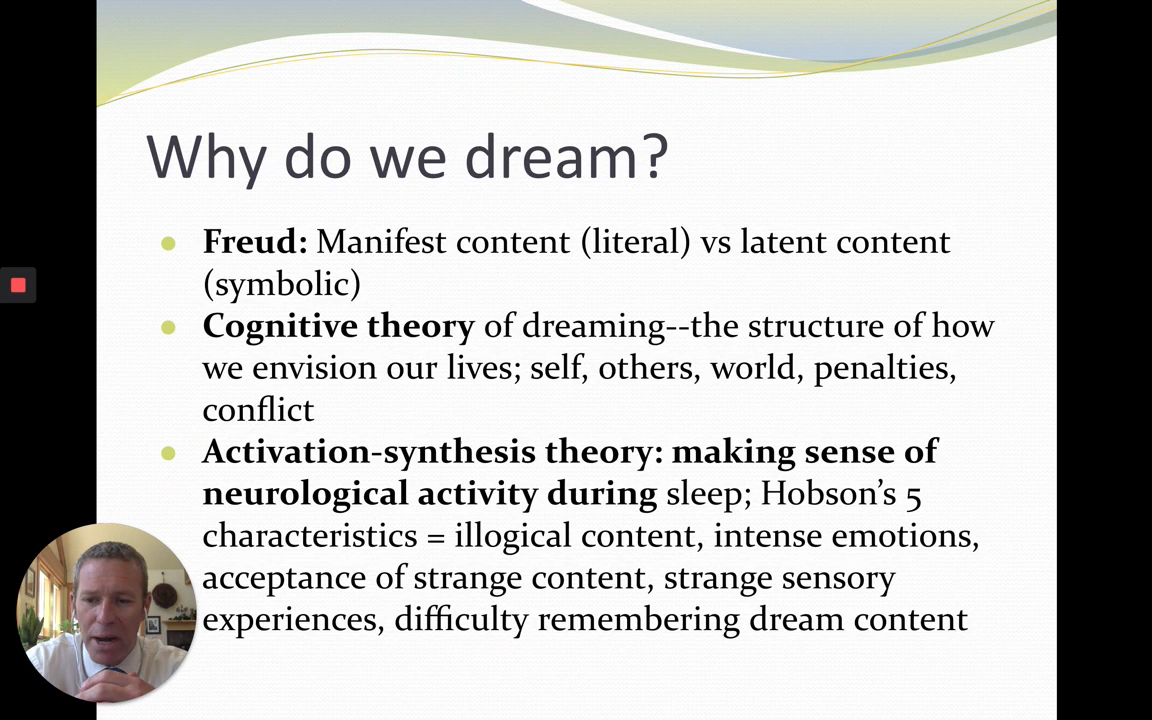 Why do we dream?
Freud: Manifest content (literal) vs latent content
(symbolic)
Cognitive theory of dreaming--the structure of how
we envision our lives; self, others, world, penalties,
conflict
Activation-synthesis theory: making sense of
neurological activity during sleep; Hobson’s 5
characteristics = illogical content, intense emotions,
acceptance of strange content, strange sensory
experiences, difficulty remembering dream content